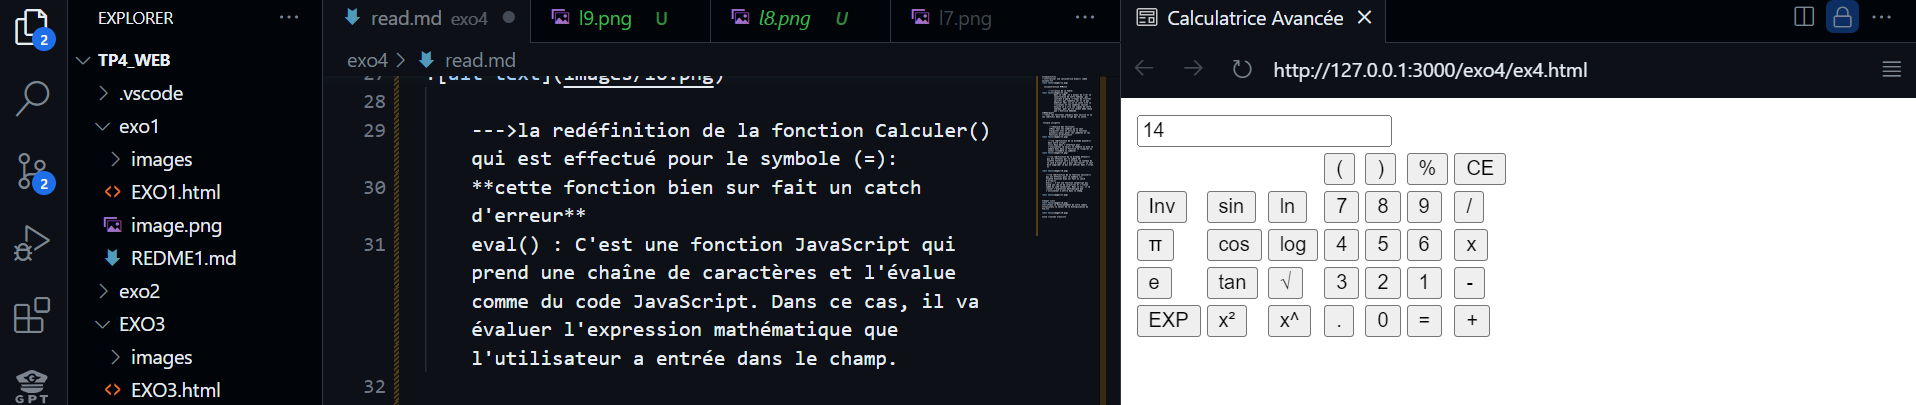 EXPLORER
TP4_WEB
.vscode
exo1
images
EXO1.html
image.png
REDME1.md
exo2
EXO3
images
EXO3.html
2
2
GPT
read.md exo4
l9.png U
l8.png U
l7.png
exo4 > read.md
28
29 --->la redéfinition de la fonction Calculer()
qui est effectué pour le symbole (=):
30 **cette fonction bien sur fait un catch
d'erreur**
31 eval() : C'est une fonction JavaScript qui
prend une chaîne de caractères et l'évalue
comme du code JavaScript. Dans ce cas, il va
évaluer l'expression mathématique que
l'utilisateur a entrée dans le champ.
32
Calculatrice Avancée
http://127.0.0.1:3000/exo4/ex4.html
14
( ) % CE
Inv sin ln 7 8 9 /
π cos log 4 5 6 x
e tan √ 3 2 1 -
EXP x² x^ . 0 = +